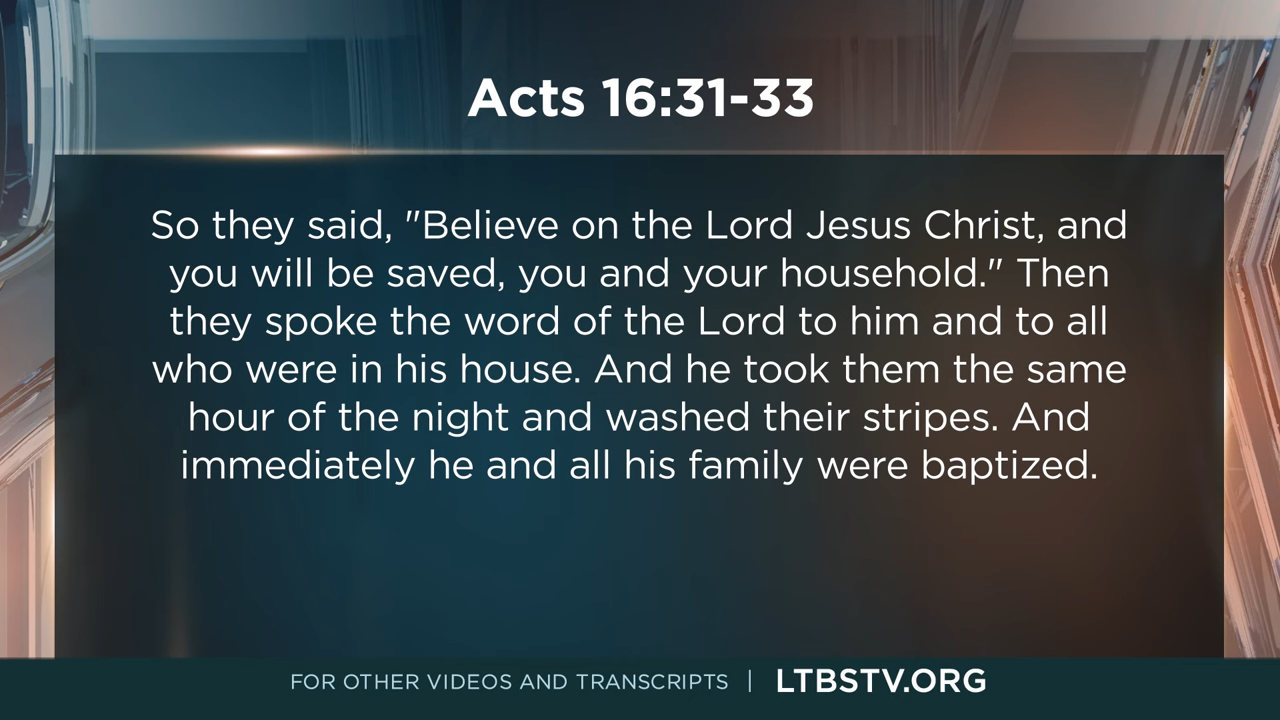 Acts 16:31-33
So they said, "Believe on the Lord Jesus Christ, and
you will be saved, you and your household." Then
they spoke the word of the Lord to him and to all
who were in his house. And he took them the same
hour of the night and washed their stripes. And
immediately he and all his family were baptized.
FOR OTHER VIDEOS AND TRANSCRIPTS | LTBSTV.ORG